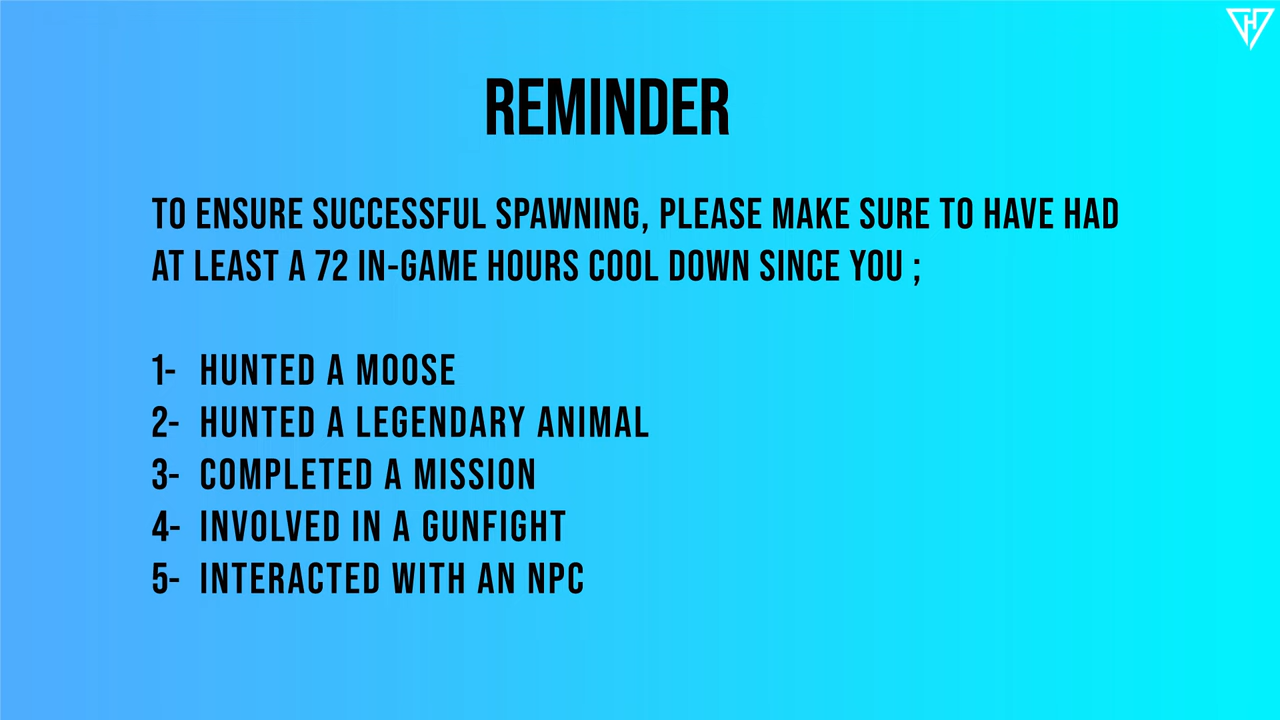 REMINDER
TO ENSURE SUCCESSFUL SPAWNING, PLEASE MAKE SURE TO HAVE HAD
AT LEAST A 72 IN-GAME HOURS COOL DOWN SINCE YOU ;
1- HUNTED A MOOSE
2- HUNTED A LEGENDARY ANIMAL
3- COMPLETED A MISSION
4- INVOLVED IN A GUNFIGHT
5- INTERACTED WITH AN NPC